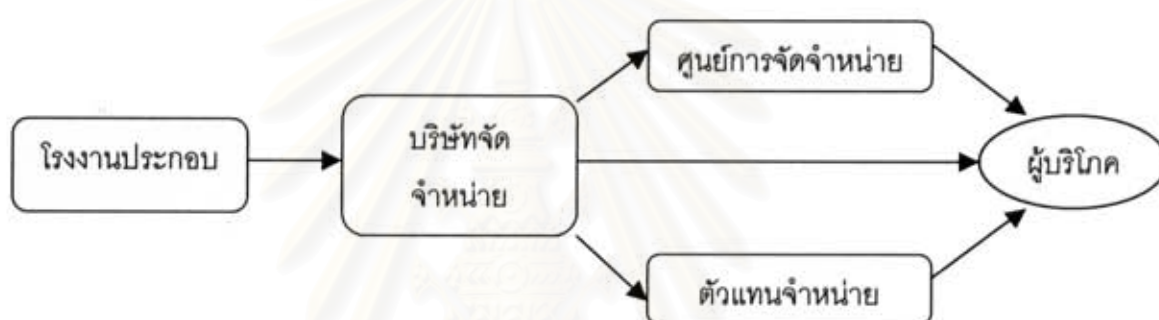 ศูนย์การจัดจำหน่าย
โรงงานประกอบ
บริษัทจัด
จำหน่าย
ผู้บริโภค
ตัวแทนจำหน่าย